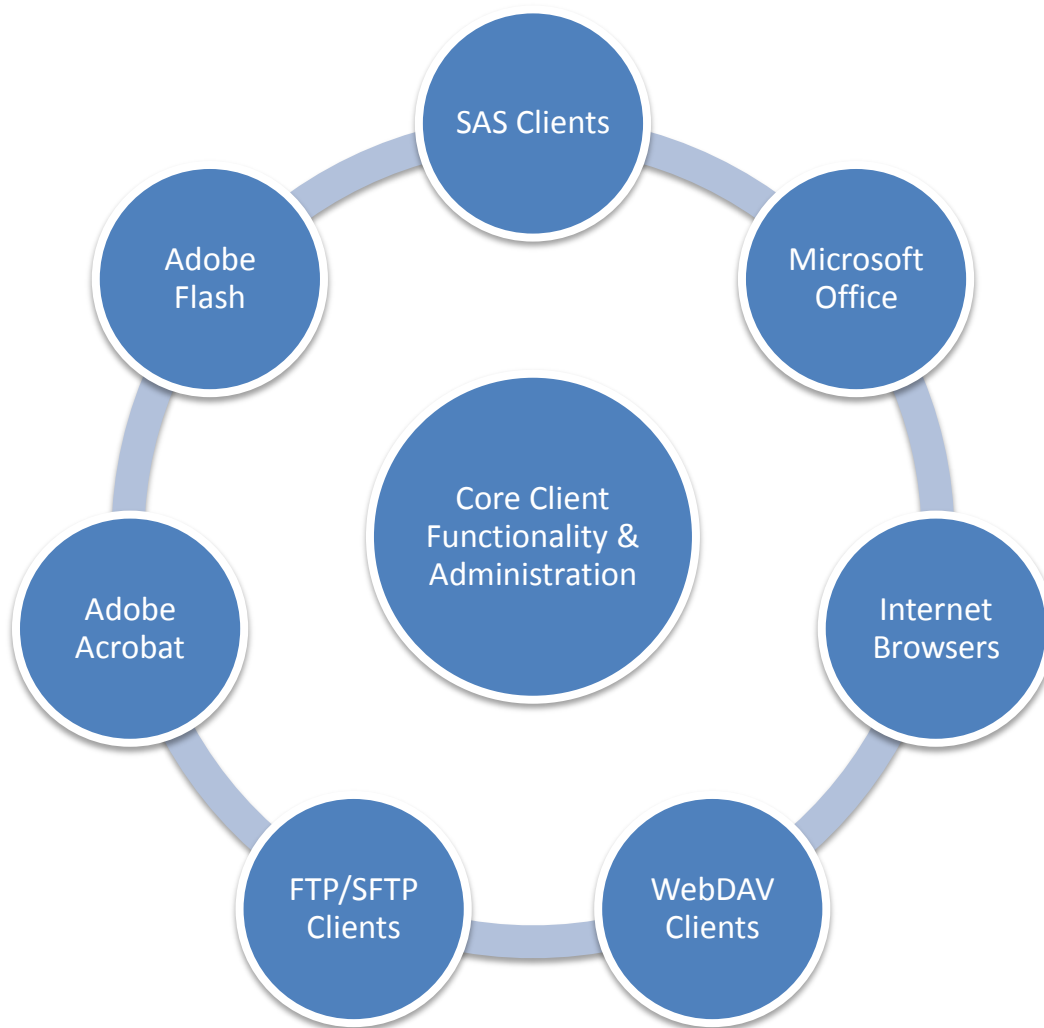 SAS Clients
Microsoft
Office
Internet
Browsers
WebDAV
Clients
FTP/SFTP
Clients
Adobe
Acrobat
Adobe
Flash
Core Client
Functionality &
Administration